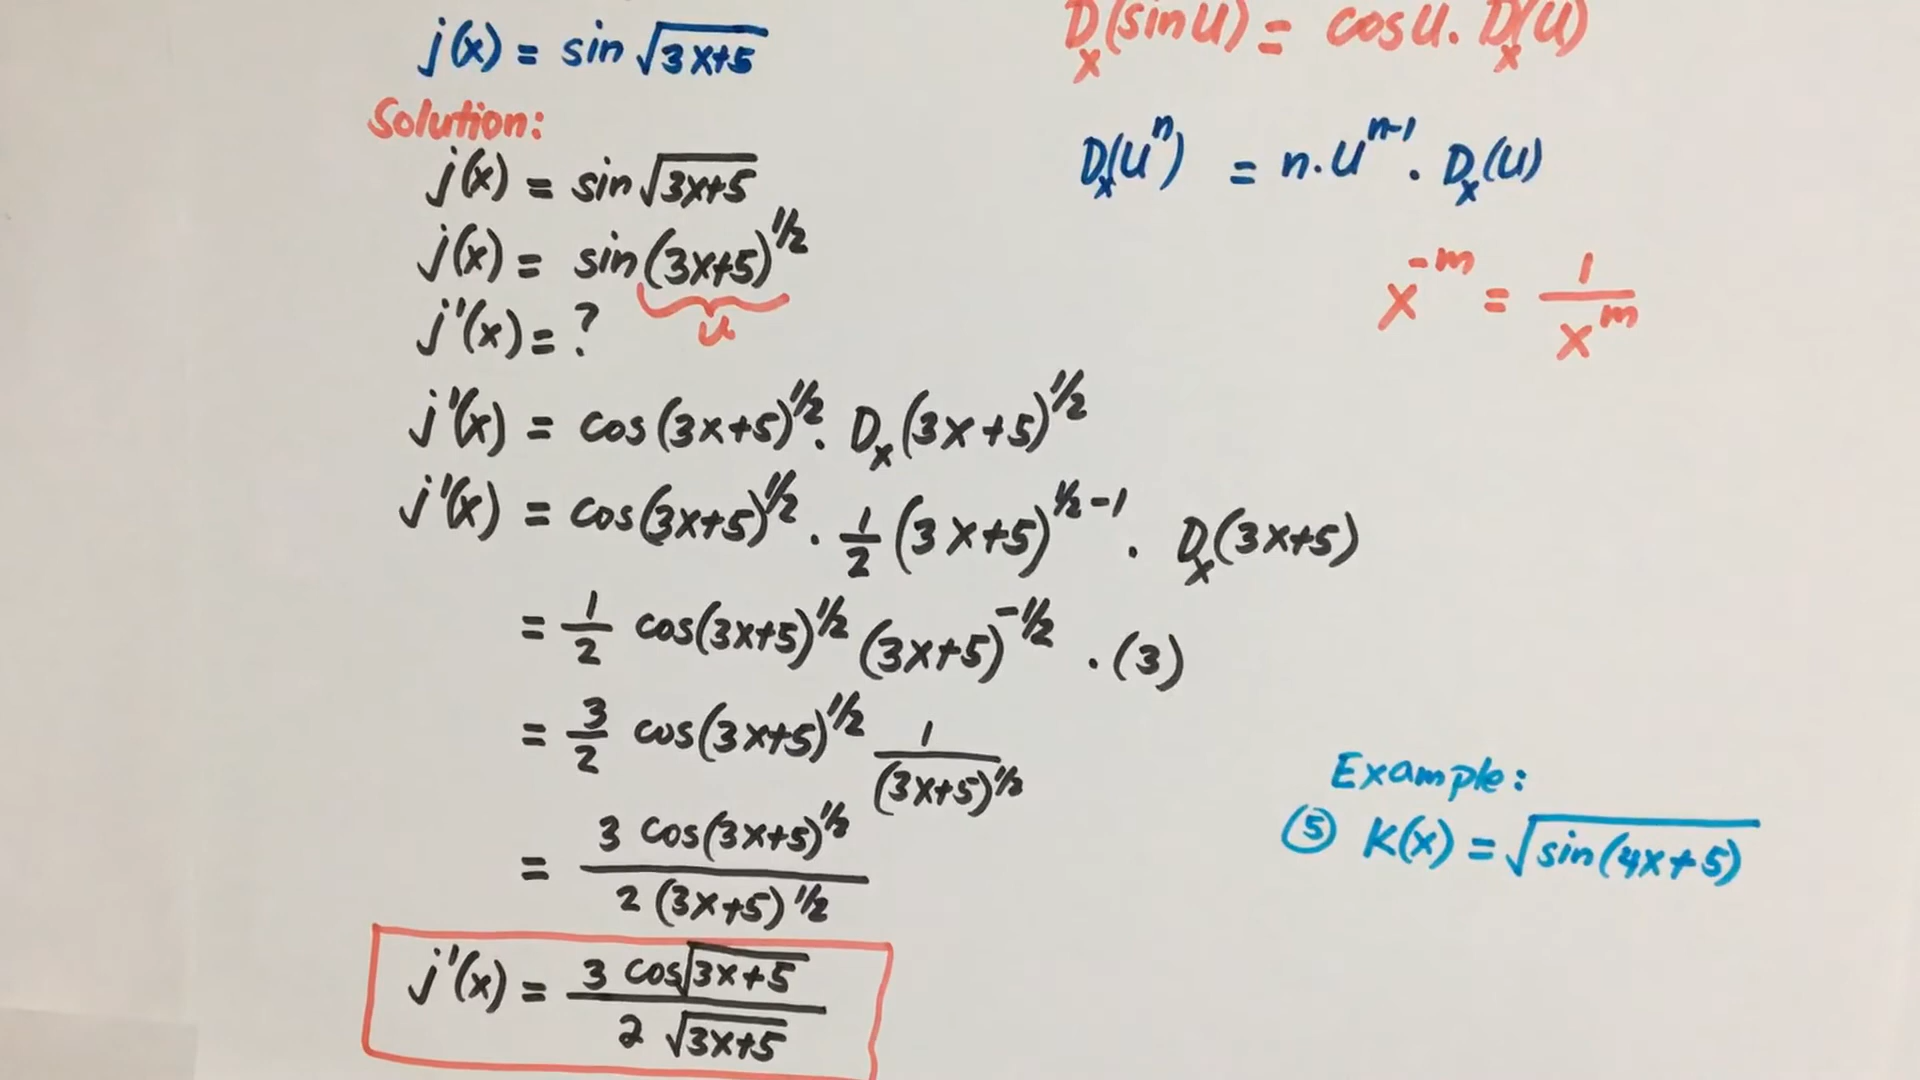 j(x) = sin √(3x+5)
Solution:
j(x) = sin √(3x+5)
j(x) = sin (3x+5)^1/2
u
j'(x) = ?
j'(x) = cos (3x+5)^1/2 · Dₓ (3x+5)^1/2
j'(x) = cos (3x+5)^1/2 · 1/2 (3x+5)^(1/2 - 1) · Dₓ (3x+5)
= 1/2 cos(3x+5)^1/2 (3x+5)^-1/2 · (3)
= 3/2 cos(3x+5)^1/2 1/(3x+5)^1/2
= 3 cos(3x+5)^1/2 / 2 (3x+5)^1/2
j'(x) = 3 cos√(3x+5) / 2 √(3x+5)
Dₓ(sin u) = cos u · Dₓ(u)
Dₓ(u^n) = n · u^(n-1) · Dₓ(u)
x^-m = 1/x^m
Example:
⑤ K(x) = √(sin(4x+5))